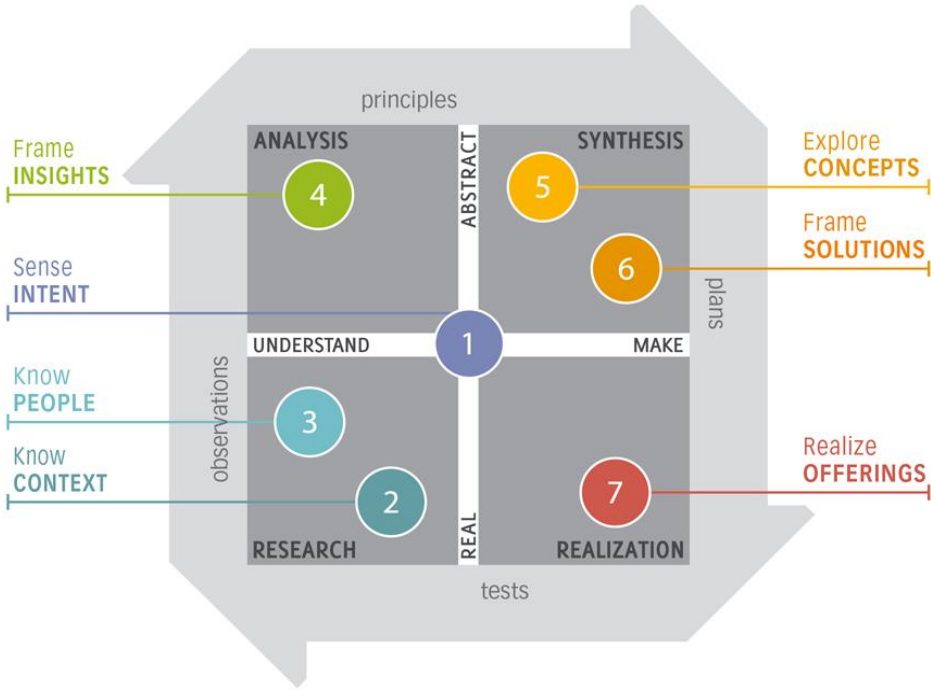 principles
ANALYSIS
SYNTHESIS
ABSTRACT
Frame
INSIGHTS
4
5
Explore
CONCEPTS
6
Frame
SOLUTIONS
Sense
INTENT
plans
UNDERSTAND
1
MAKE
Know
PEOPLE
observations
3
Know
CONTEXT
2
7
Realize
OFFERINGS
REAL
RESEARCH
REALIZATION
tests